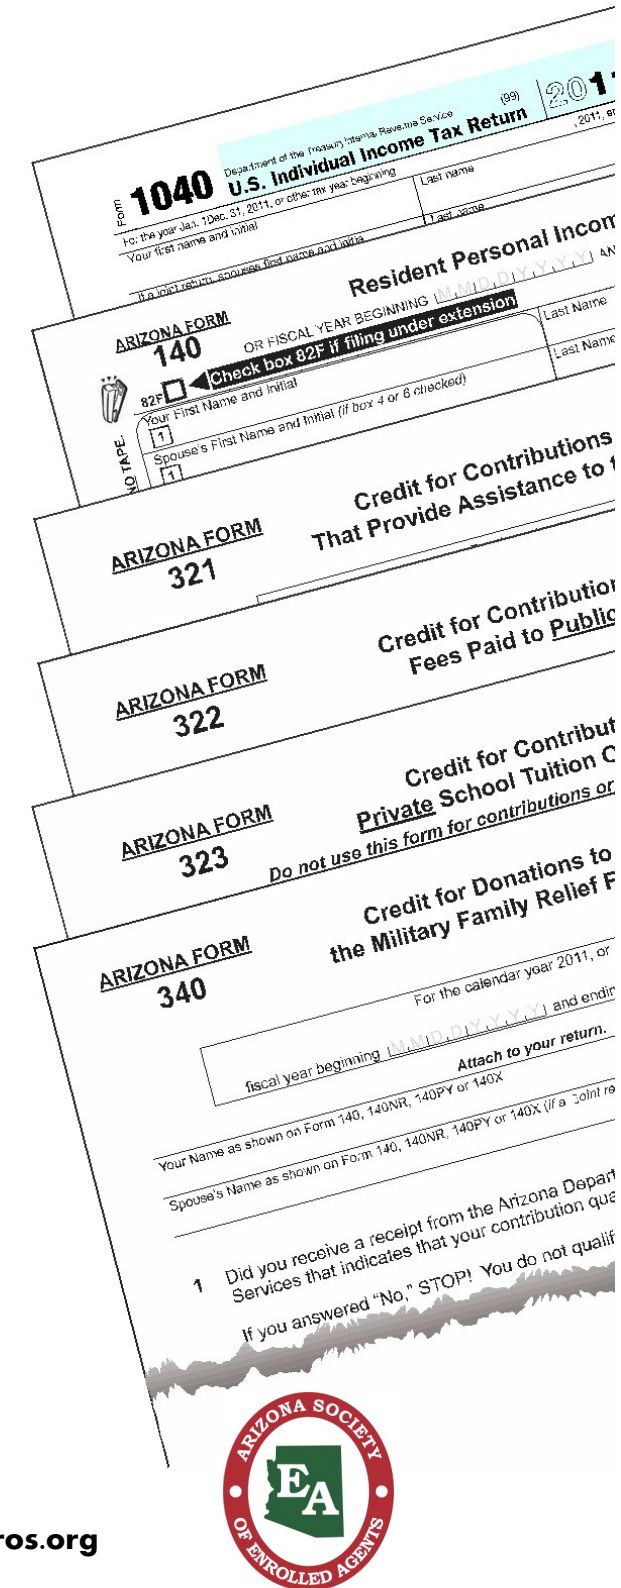 Department of the Treasury Internal Revenue Service
(99)
Form 1040 U.S. Individual Income Tax Return 2011
For the year Jan. 1Dec. 31, 2011, or other tax year beginning , 2011,
Your first name and initial Last name
If a joint return, spouses first name and initial Last name
ARIZONA FORM
140
Resident Personal Incom
OR FISCAL YEAR BEGINNING M M D D Y Y Y Y AN
82F Check box 82F if filing under extension
Your First Name and Initial Last Name
1
Spouse's First Name and Initial (if box 4 or 6 checked) Last Name
1
NO TAPE.
ARIZONA FORM
321
Credit for Contributions
That Provide Assistance to t
ARIZONA FORM
322
Credit for Contribution
Fees Paid to Public
ARIZONA FORM
323
Credit for Contribut
Private School Tuition O
Do not use this form for contributions or
ARIZONA FORM
340
Credit for Donations to
the Military Family Relief F
For the calendar year 2011, or
fiscal year beginning M M D D Y Y Y Y and endin
Attach to your return.
Your Name as shown on Form 140, 140NR, 140PY or 140X
Spouse's Name as shown on Form 140, 140NR, 140PY or 140X (if a joint re
1 Did you receive a receipt from the Arizona Depart
Services that indicates that your contribution qua
If you answered “No,” STOP! You do not qualif
ARIZONA SOCIETY
EA
OF ENROLLED AGENTS
ros.org